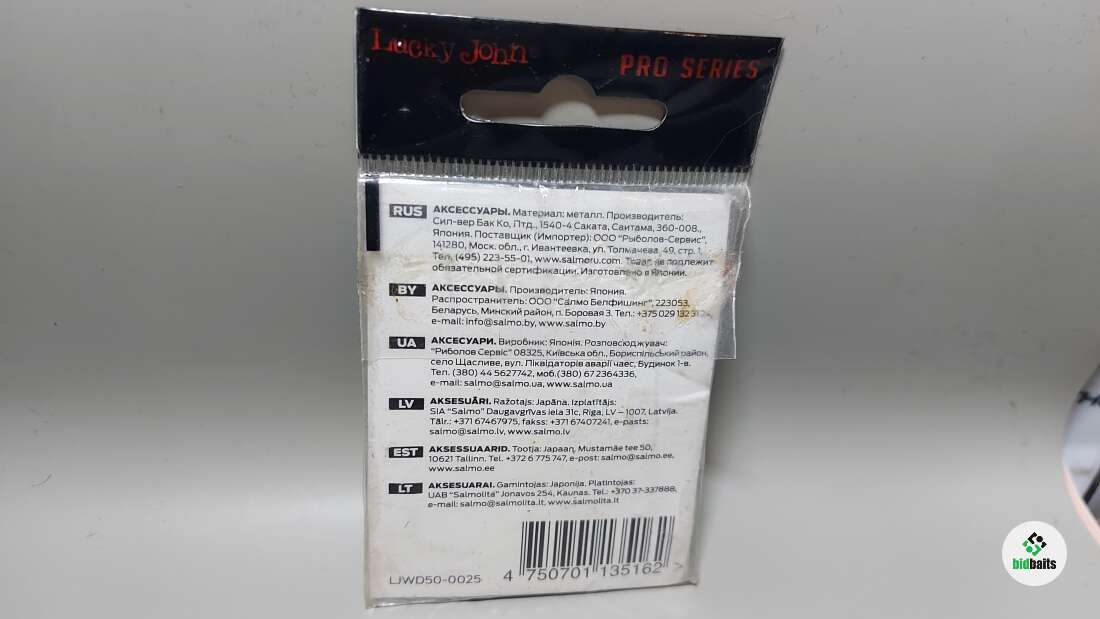 Lucky John®
PRO SERIES
RUS АКСЕССУАРЫ. Материал: металл. Производитель:
Сил-вер Бак Ко, Лтд., 1540-4 Саката, Саитама, 360-008.,
Япония. Поставщик (Импортер): ООО "Рыболов-Сервис",
141280, Моск. обл., г. Ивантеевка, ул. Толмачева, 49, стр. 1
Тел. (495) 223-55-01, www.salmoru.com. Товар не подлежит
обязательной сертификации. Изготовлено в Японии.
BY АКСЕССУАРЫ. Производитель: Япония.
Распространитель: ООО "Салмо Белфишинг", 223053,
Беларусь, Минский район, п. Боровая 3. Тел.: +375 029
e-mail: info@salmo.by, www.salmo.by
UA АКСЕСУАРИ. Виробник: Японія. Розповсюджувач:
"Риболов Сервіс" 08325, Київська обл., Бориспільський район,
село Щасливе, вул. Ліквідаторів аварії чаес, Будинок 1-в.
Тел. (380) 44 5627742, моб.(380) 67 2364336,
e-mail: salmo@salmo.ua, www.salmo.ua
LV AKSESUĀRI. Ražotajs: Japāna. Izplatītājs:
SIA "Salmo" Daugavgrīvas iela 31c, Riga, LV – 1007, Latvija.
Tālr.: +371 67467975, fakss: +371 67407241, e-pasts:
salmo@salmo.lv, www.salmo.lv
EST AKSESSUAARID. Tootja: Jaapan, Mustamäe tee 50,
10621 Tallinn. Tel. +372 6 775 747, e-post: salmo@salmo.ee,
www.salmo.ee
LT AKSESUARAI. Gamintojas: Japonija. Platintojas:
UAB "Salmolita" Jonavos 254, Kaunas. Tel.: +370 37-337888,
e-mail: salmo@salmolita.lt, www.salmolita.lt
LJWD50-0025
4 750701 135162 >
bidbaits